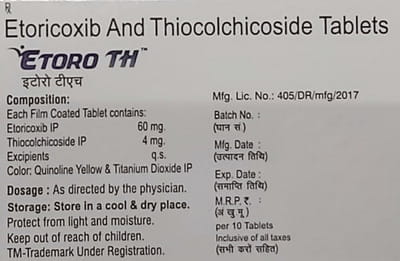 ℞
Etoricoxib And Thiocolchicoside Tablets
ETORO TH™
इटोरो टीएच
Composition:
Each Film Coated Tablet contains:
Etoricoxib IP 60 mg.
Thiocolchicoside IP 4 mg.
Excipients q.s.
Color: Quinoline Yellow & Titanium Dioxide IP
Dosage : As directed by the physician.
Storage: Store in a cool & dry place.
Protect from light and moisture.
Keep out of reach of children.
TM-Trademark Under Registration.
Mfg. Lic. No.: 405/DR/mfg/2017
Batch No. :
(घान सं.)
Mfg. Date :
(उत्पादन तिथि)
Exp. Date :
(समाप्ति तिथि)
M.R.P. ₹. :
(अं खु मू)
per 10 Tablets
Inclusive of all taxes
(सभी करों सहित)